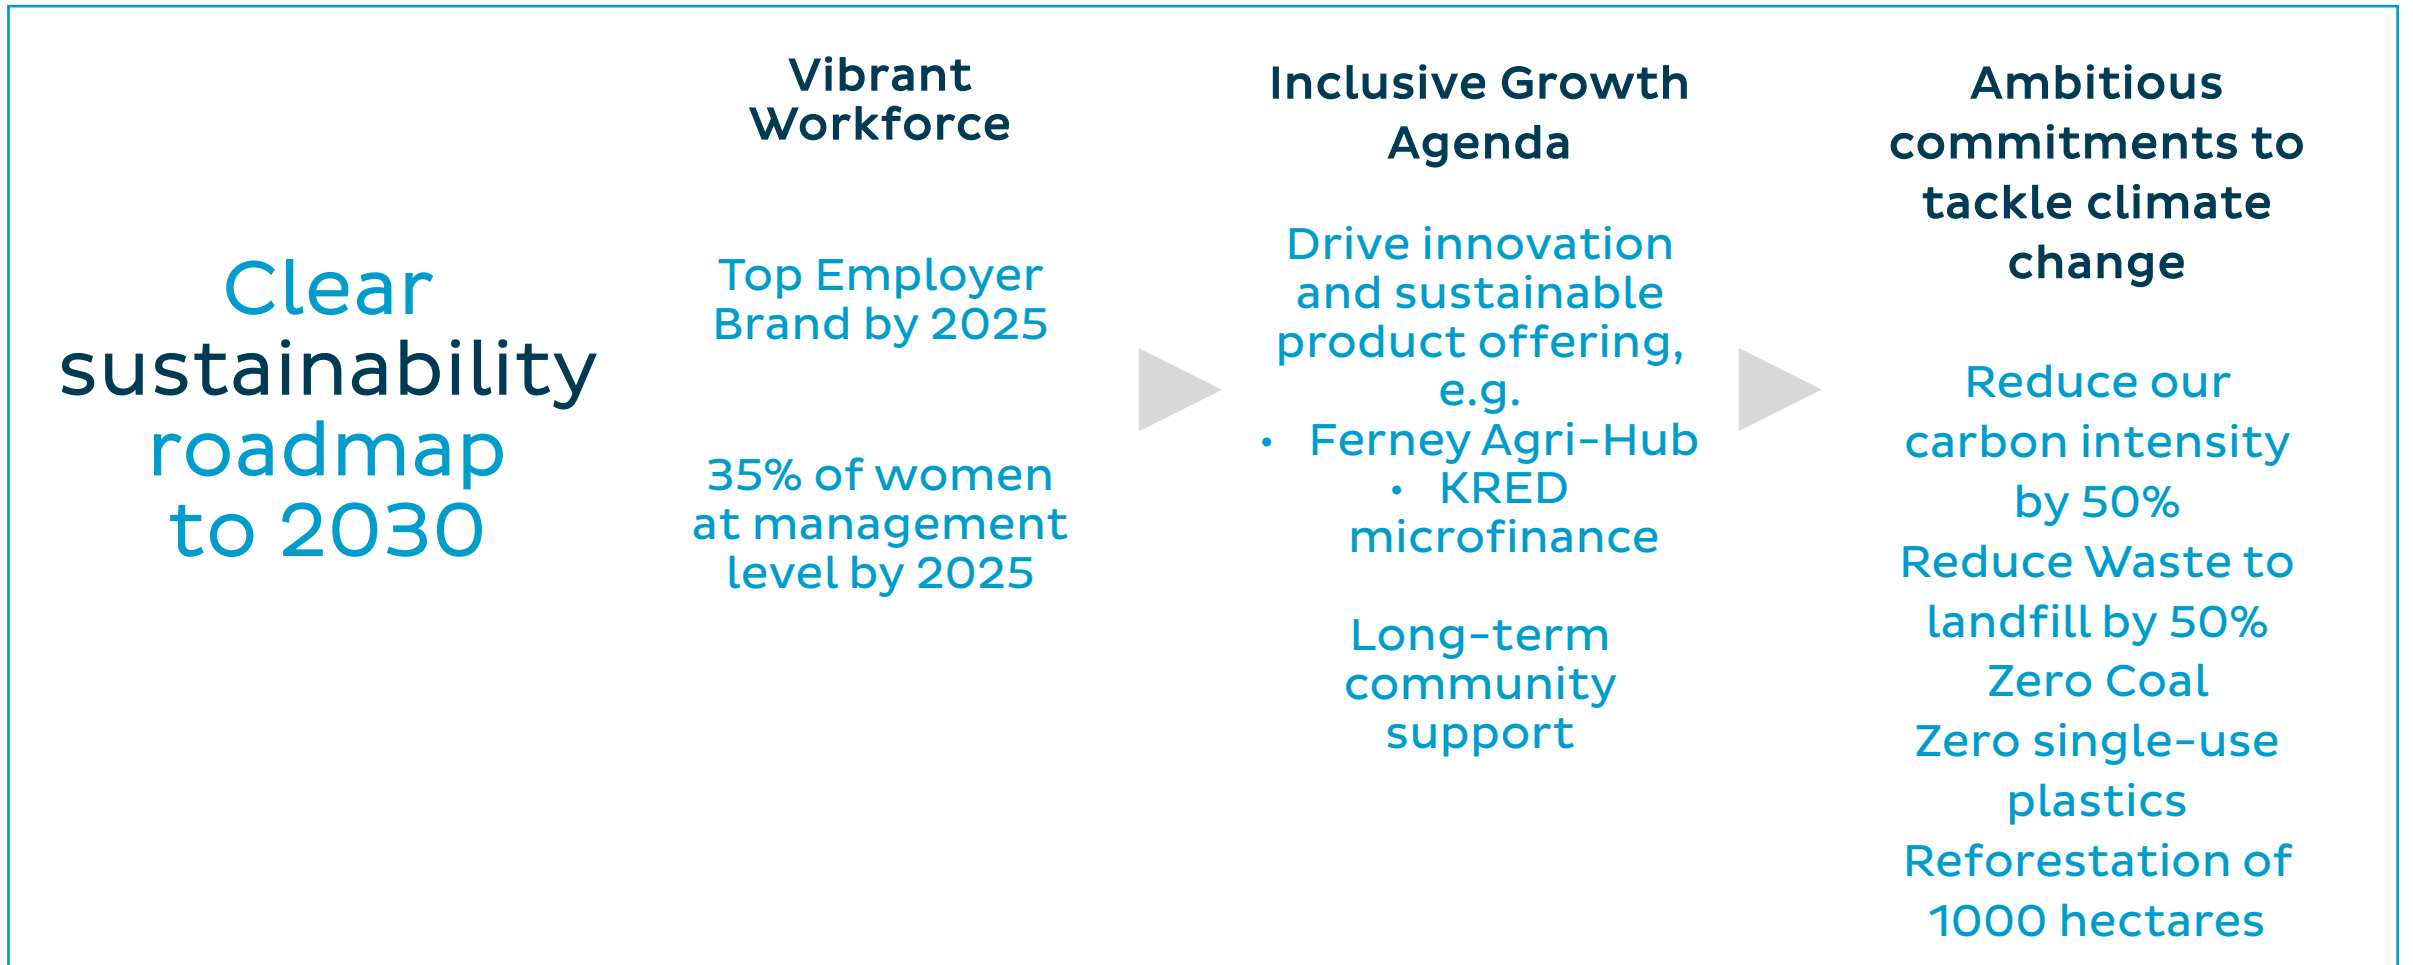 Clear
sustainability
roadmap
to 2030
Vibrant
Workforce
Top Employer
Brand by 2025
35% of women
at management
level by 2025
Inclusive Growth
Agenda
Drive innovation
and sustainable
product offering,
e.g.
• Ferney Agri-Hub
• KRED
microfinance
Long-term
community
support
Ambitious
commitments to
tackle climate
change
Reduce our
carbon intensity
by 50%
Reduce Waste to
landfill by 50%
Zero Coal
Zero single-use
plastics
Reforestation of
1000 hectares